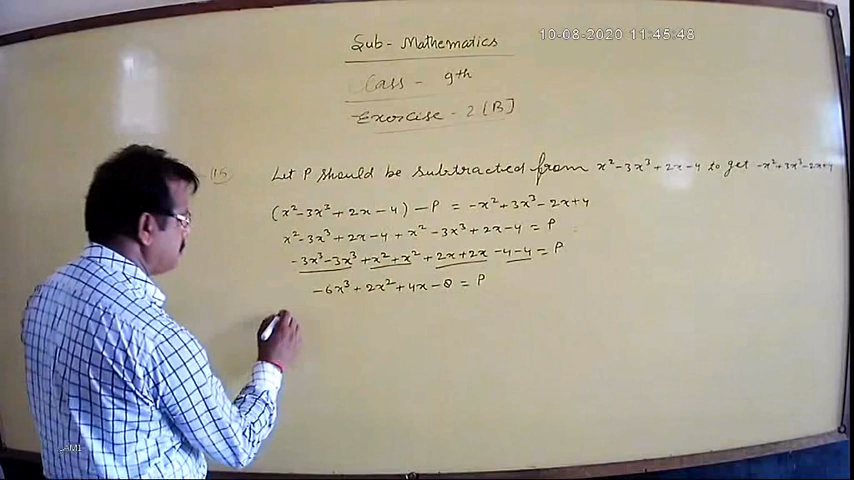 10-08-2020 11:45:48
Sub - Mathematics
Class - 9th
Exercise - 2 (B)
15 Let P should be subtracted from x² - 3x³ + 2x - 4 to get -x² + 3x³ - 2x + 4
(x² - 3x³ + 2x - 4) - P = -x² + 3x³ - 2x + 4
x² - 3x³ + 2x - 4 + x² - 3x³ + 2x - 4 = P
-3x³ - 3x³ + x² + x² + 2x + 2x - 4 - 4 = P
-6x³ + 2x² + 4x - 8 = P